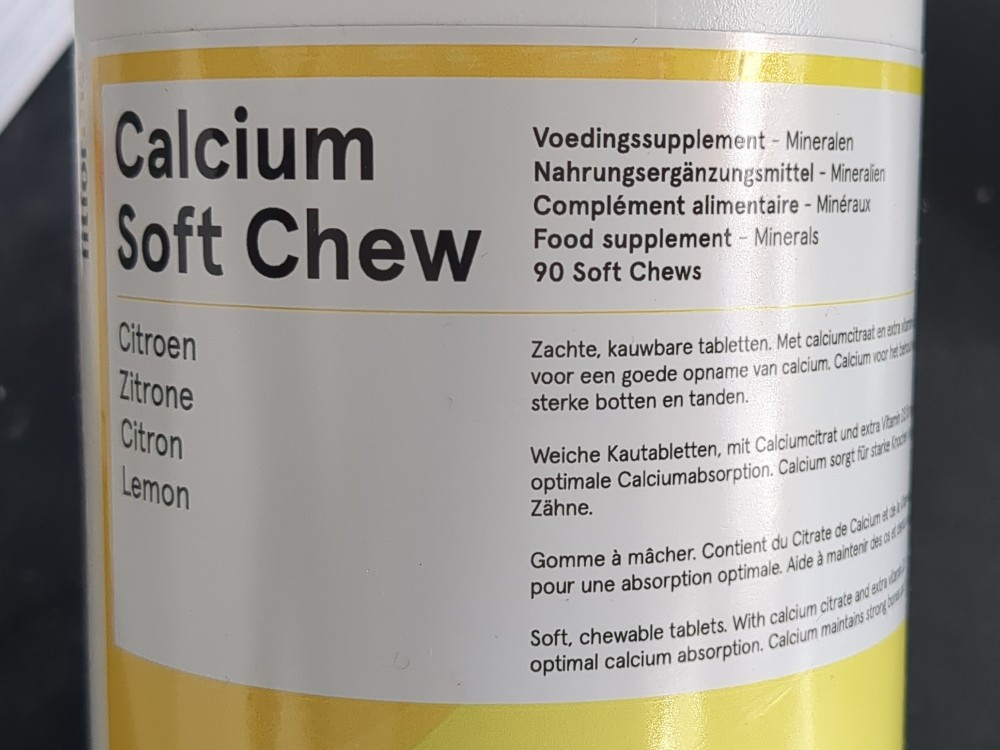 Calcium
Soft Chew
Citroen
Zitrone
Citron
Lemon
Voedingssupplement - Mineralen
Nahrungsergänzungsmittel - Mineralien
Complément alimentaire - Minéraux
Food supplement - Minerals
90 Soft Chews
Zachte, kauwbare tabletten. Met calciumcitraat en extra
voor een goede opname van calcium. Calcium voor het
sterke botten en tanden.
Weiche Kautabletten, mit Calciumcitrat und extra Vitamin
optimale Calciumabsorption. Calcium sorgt für starke
Zähne.
Gomme à mâcher. Contient du Citrate de Calcium et de la
pour une absorption optimale. Aide à maintenir des os et
Soft, chewable tablets. With calcium citrate and extra
optimal calcium absorption. Calcium maintains strong